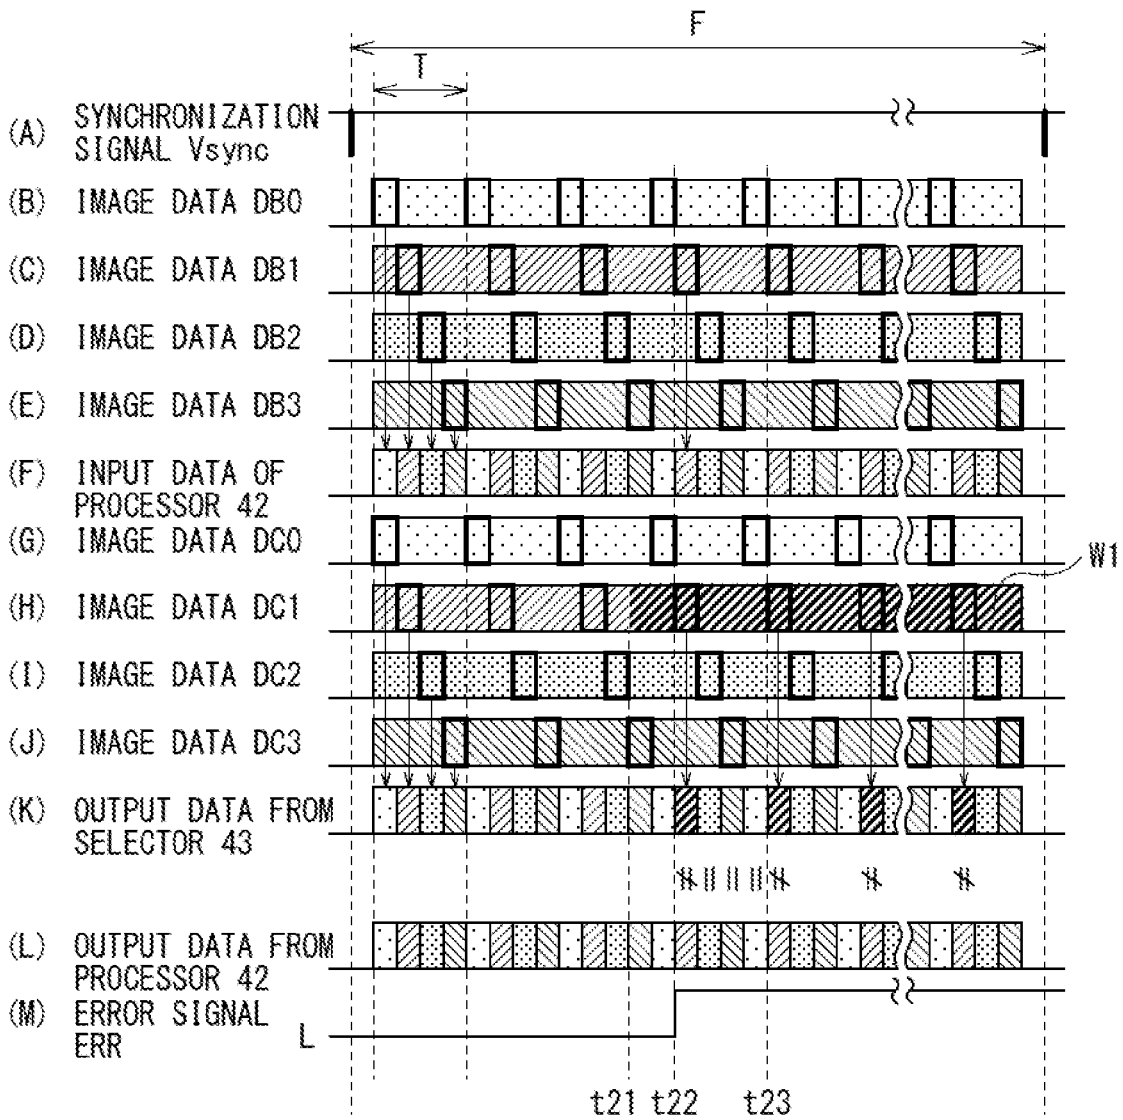 F
T
(A) SYNCHRONIZATION
SIGNAL Vsync
(B) IMAGE DATA DB0
(C) IMAGE DATA DB1
(D) IMAGE DATA DB2
(E) IMAGE DATA DB3
(F) INPUT DATA OF
PROCESSOR 42
(G) IMAGE DATA DC0
W1
(H) IMAGE DATA DC1
(I) IMAGE DATA DC2
(J) IMAGE DATA DC3
(K) OUTPUT DATA FROM
SELECTOR 43
(L) OUTPUT DATA FROM
PROCESSOR 42
(M) ERROR SIGNAL
ERR L
t21 t22 t23